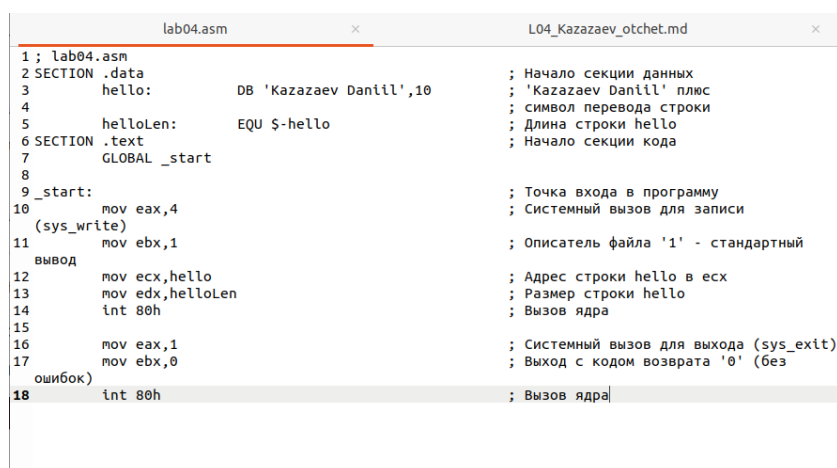 lab04.asm × L04_Kazazaev_otchet.md ×
1 ; lab04.asm
2 SECTION .data ; Начало секции данных
3 hello: DB 'Kazazaev Daniil',10 ; 'Kazazaev Daniil' плюс
4 ; символ перевода строки
5 helloLen: EQU $-hello ; Длина строки hello
6 SECTION .text ; Начало секции кода
7 GLOBAL _start
8
9 _start: ; Точка входа в программу
10 mov eax,4 ; Системный вызов для записи
(sys_write)
11 mov ebx,1 ; Описатель файла '1' - стандартный
вывод
12 mov ecx,hello ; Адрес строки hello в ecx
13 mov edx,helloLen ; Размер строки hello
14 int 80h ; Вызов ядра
15
16 mov eax,1 ; Системный вызов для выхода (sys_exit)
17 mov ebx,0 ; Выход с кодом возврата '0' (без
ошибок)
18 int 80h ; Вызов ядра